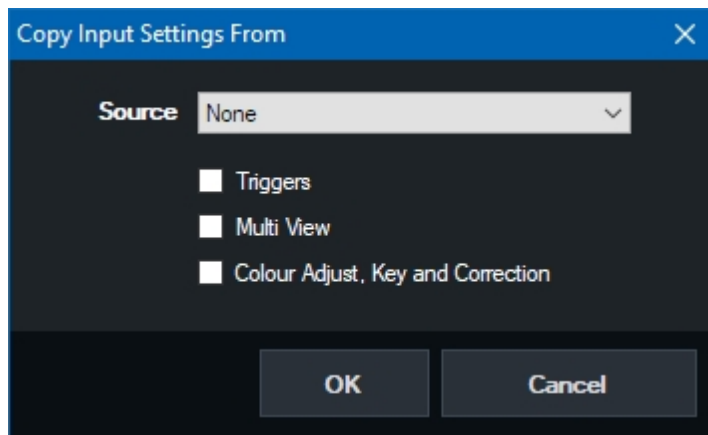 Copy Input Settings From
Source None
Triggers
Multi View
Colour Adjust, Key and Correction
OK Cancel